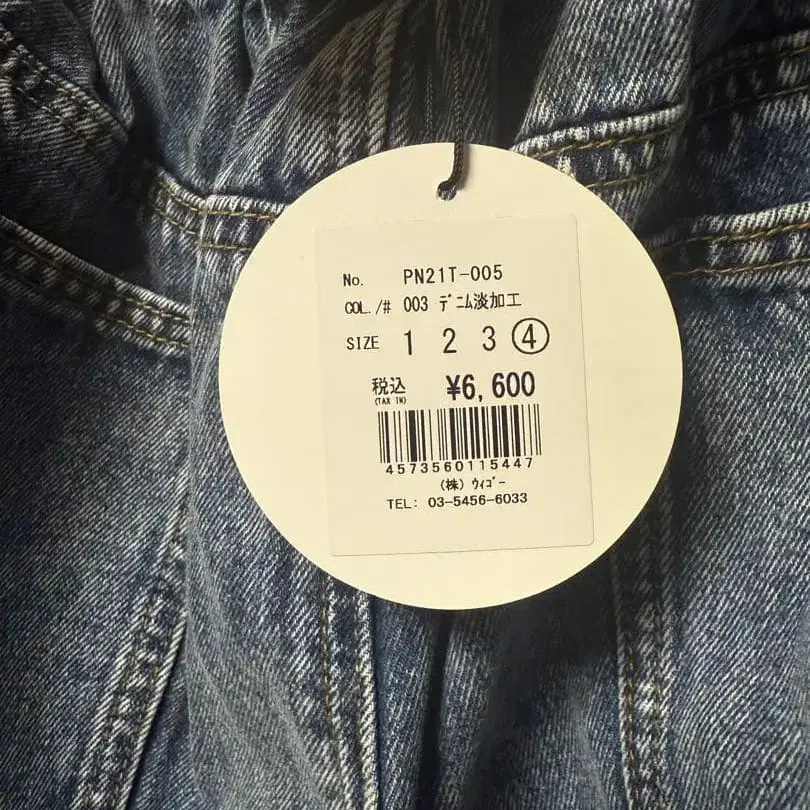 No. PN21T-005
COL./# 003 ﾃﾞﾆﾑ淡加工
SIZE 1 2 3 ④
税込 ¥6,600
(TAX IN)
4573560115447
(株) ｳｨｺﾞｰ
TEL: 03-5456-6033